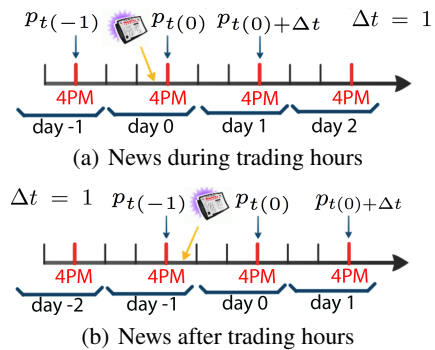 p_{t(-1)} p_{t(0)} p_{t(0)+Δt} Δt = 1
4PM 4PM 4PM 4PM
day -1 day 0 day 1 day 2
(a) News during trading hours
Δt = 1 p_{t(-1)} p_{t(0)} p_{t(0)+Δt}
4PM 4PM 4PM 4PM
day -2 day -1 day 0 day 1
(b) News after trading hours